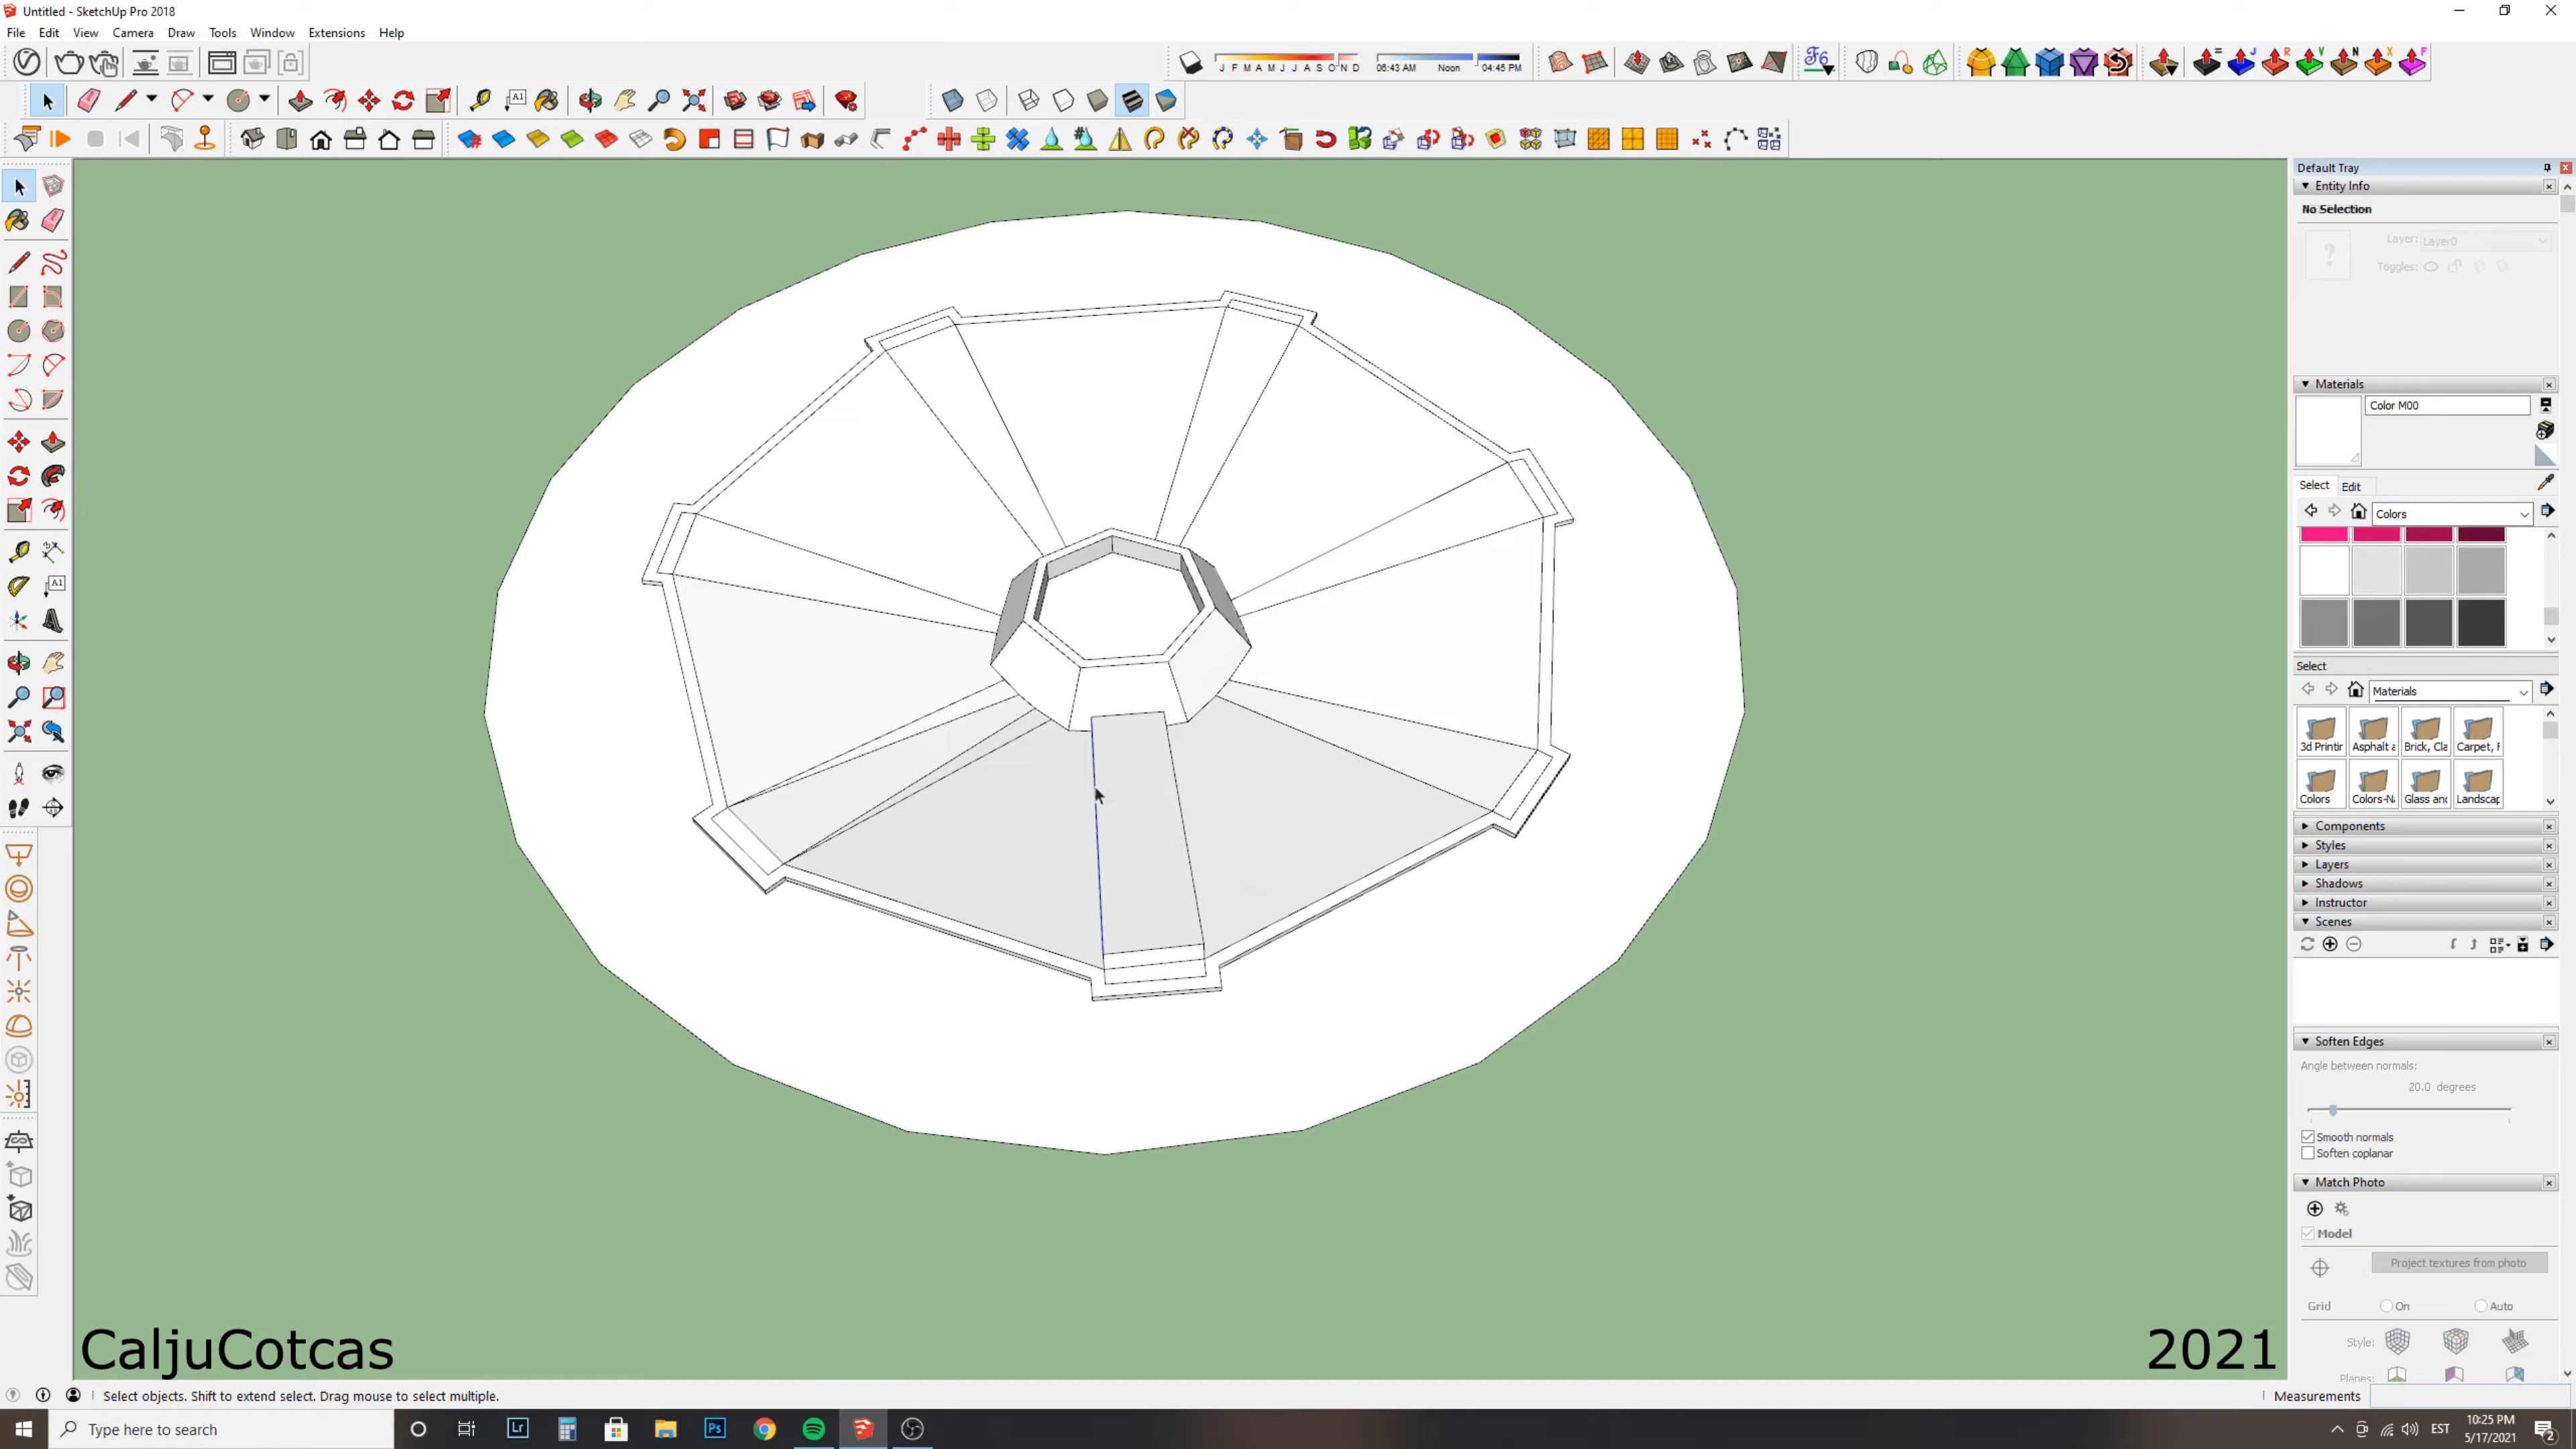 Untitled - SketchUp Pro 2018
File Edit View Camera Draw Tools Window Extensions Help
J F M A M J J A S O N D
06:43 AM Noon 04:45 PM
Default Tray
Entity Info
No Selection
Layer: Layer0
Toggles:
Materials
Color M00
Select Edit
Colors
Select
Materials
3d Printir Asphalt a Brick, Cla Carpet, F
Colors Colors-Na Glass and Landscap
Components
Styles
Layers
Shadows
Instructor
Scenes
Soften Edges
Angle between normals:
20.0 degrees
Smooth normals
Soften coplanar
Match Photo
Model
Project textures from photo
Grid On Auto
Style:
Planes:
CaljuCotcas
2021
Select objects. Shift to extend select. Drag mouse to select multiple.
Measurements
Type here to search
Lr
Ps
EST
10:25 PM
5/17/2021
2